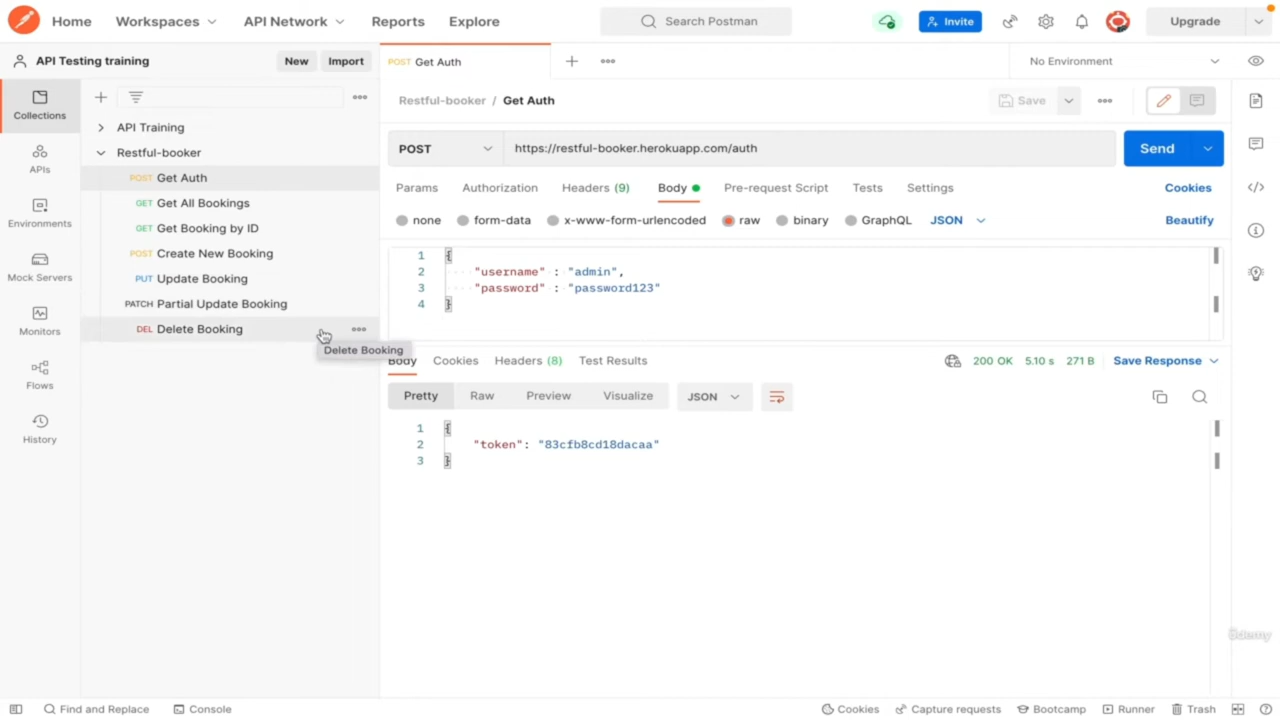 Home Workspaces API Network Reports Explore Search Postman Invite Upgrade
API Testing training New Import POST Get Auth No Environment
Restful-booker / Get Auth Save
Collections
APIs
Environments
Mock Servers
Monitors
Flows
History
API Training
Restful-booker
POST Get Auth
GET Get All Bookings
GET Get Booking by ID
POST Create New Booking
PUT Update Booking
PATCH Partial Update Booking
DEL Delete Booking
Delete Booking
POST https://restful-booker.herokuapp.com/auth Send
Params Authorization Headers (9) Body Pre-request Script Tests Settings Cookies
none form-data x-www-form-urlencoded raw binary GraphQL JSON Beautify
1 {
2 "username" : "admin",
3 "password" : "password123"
4 }
Body Cookies Headers (8) Test Results 200 OK 5.10 s 271 B Save Response
Pretty Raw Preview Visualize JSON
1 {
2 "token": "83cfb8cd18dacaa"
3 }
ûdemy
Find and Replace Console Cookies Capture requests Bootcamp Runner Trash